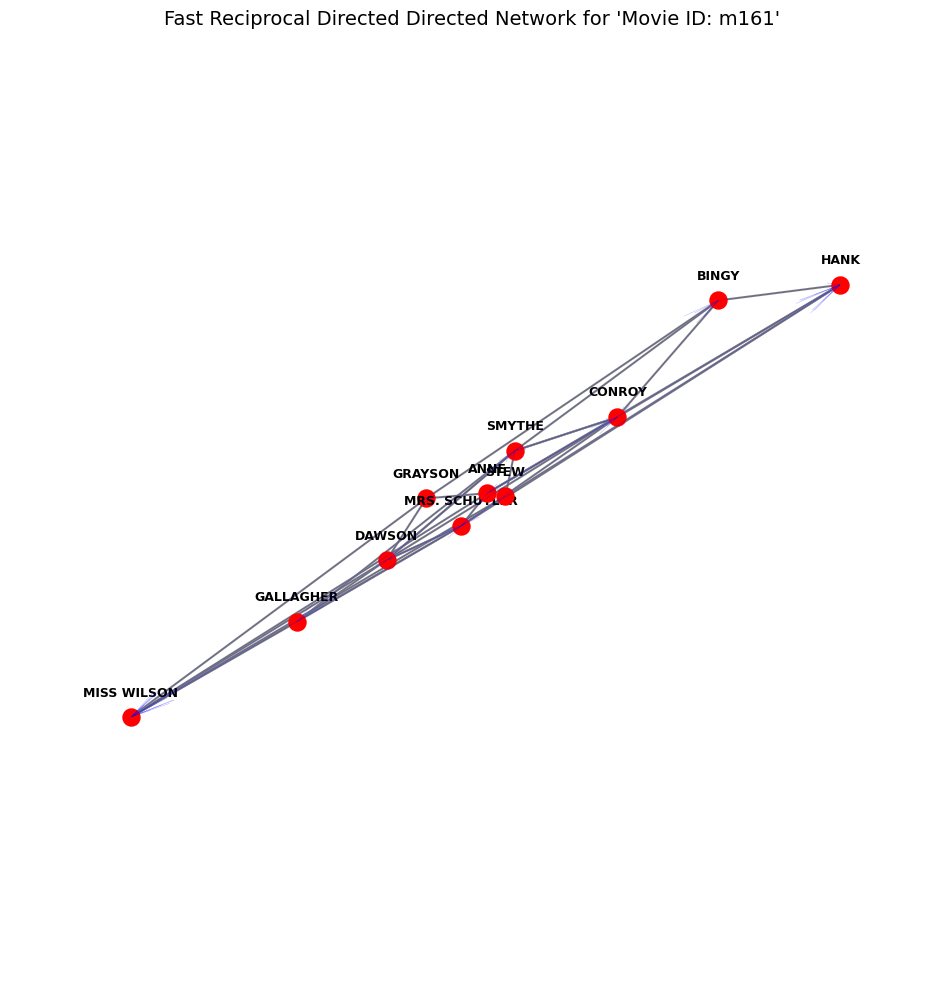 Fast Reciprocal Directed Directed Network for 'Movie ID: m161'
HANK
BINGY
CONROY
SMYTHE
ANNE
STEW
GRAYSON
MRS. SCHUYLER
DAWSON
GALLAGHER
MISS WILSON